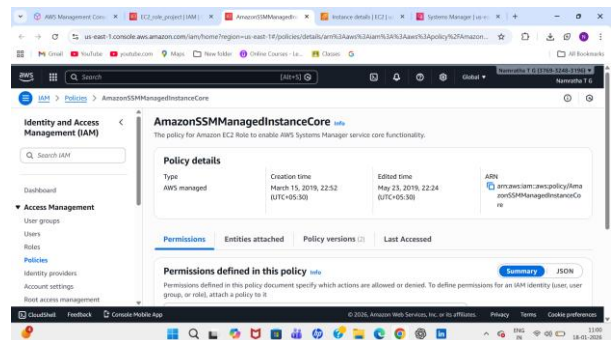 AWS Management Cons
EC2_role_project | IAM |
AmazonSSMManagedIn
Instance details | EC2 | u
Systems Manager | us-e
us-east-1.console.aws.amazon.com/iam/home?region=us-east-1#/policies/details/arn%3Aaws%3Aiam%3A%3Aaws%3Apolicy%2FAmazon...
Gmail YouTube youtube.com Maps New folder Online Courses - Le... Classes G All Bookmarks
aws Search [Alt+S] Global Namratha T G
IAM > Policies > AmazonSSMManagedInstanceCore
Identity and Access Management (IAM)
Search IAM
Dashboard
Access Management
User groups
Users
Roles
Policies
Identity providers
Account settings
Root access management
AmazonSSMManagedInstanceCore Info
The policy for Amazon EC2 Role to enable AWS Systems Manager service core functionality.
Policy details
Type
AWS managed
Creation time
March 15, 2019, 22:52
(UTC+05:30)
Edited time
May 23, 2019, 22:24
(UTC+05:30)
ARN
arn:aws:iam::aws:policy/Ama
zonSSMManagedInstanceCo
re
Permissions Entities attached Policy versions (2) Last Accessed
Permissions defined in this policy Info
Summary JSON
Permissions defined in this policy document specify which actions are allowed or denied. To define permissions for an IAM identity (user, user
group, or role), attach a policy to it
CloudShell Feedback Console Mobile App © 2026, Amazon Web Services, Inc. or its affiliates. Privacy Terms Cookie preferences
ENG
IN
11:00
18-01-2026